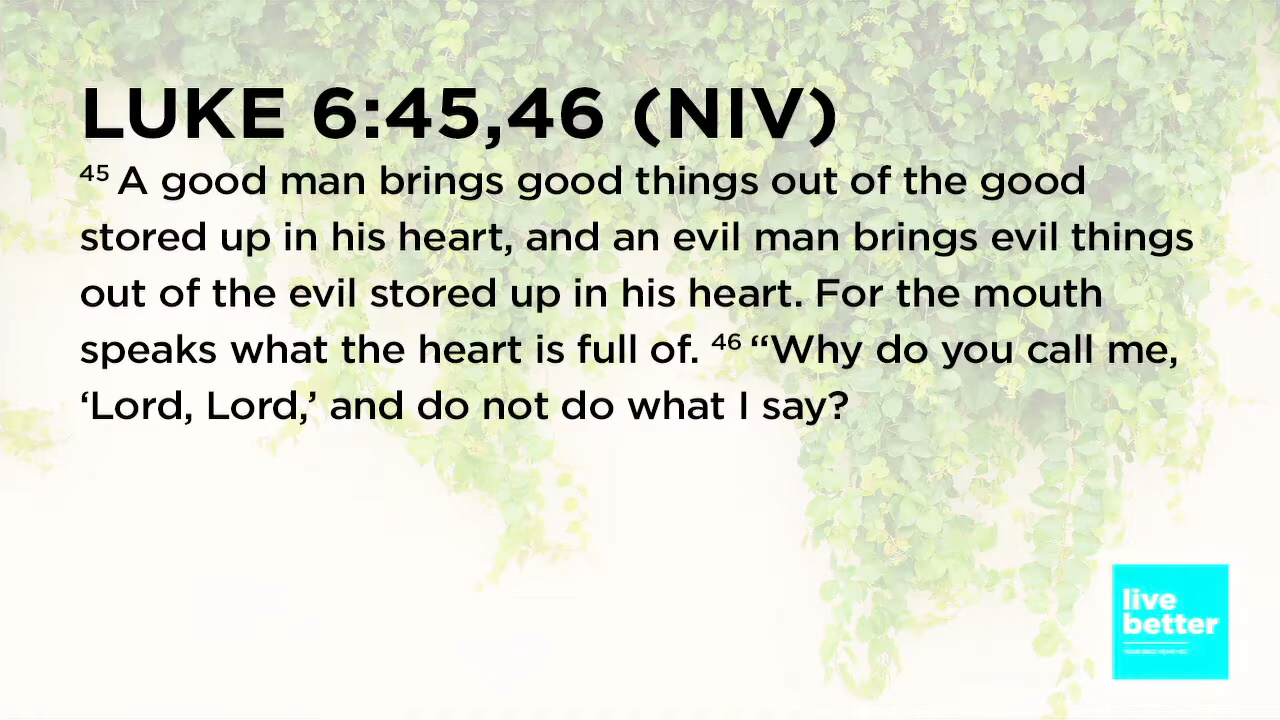 LUKE 6:45,46 (NIV)
45 A good man brings good things out of the good
stored up in his heart, and an evil man brings evil things
out of the evil stored up in his heart. For the mouth
speaks what the heart is full of. 46 “Why do you call me,
‘Lord, Lord,’ and do not do what I say?
live
better